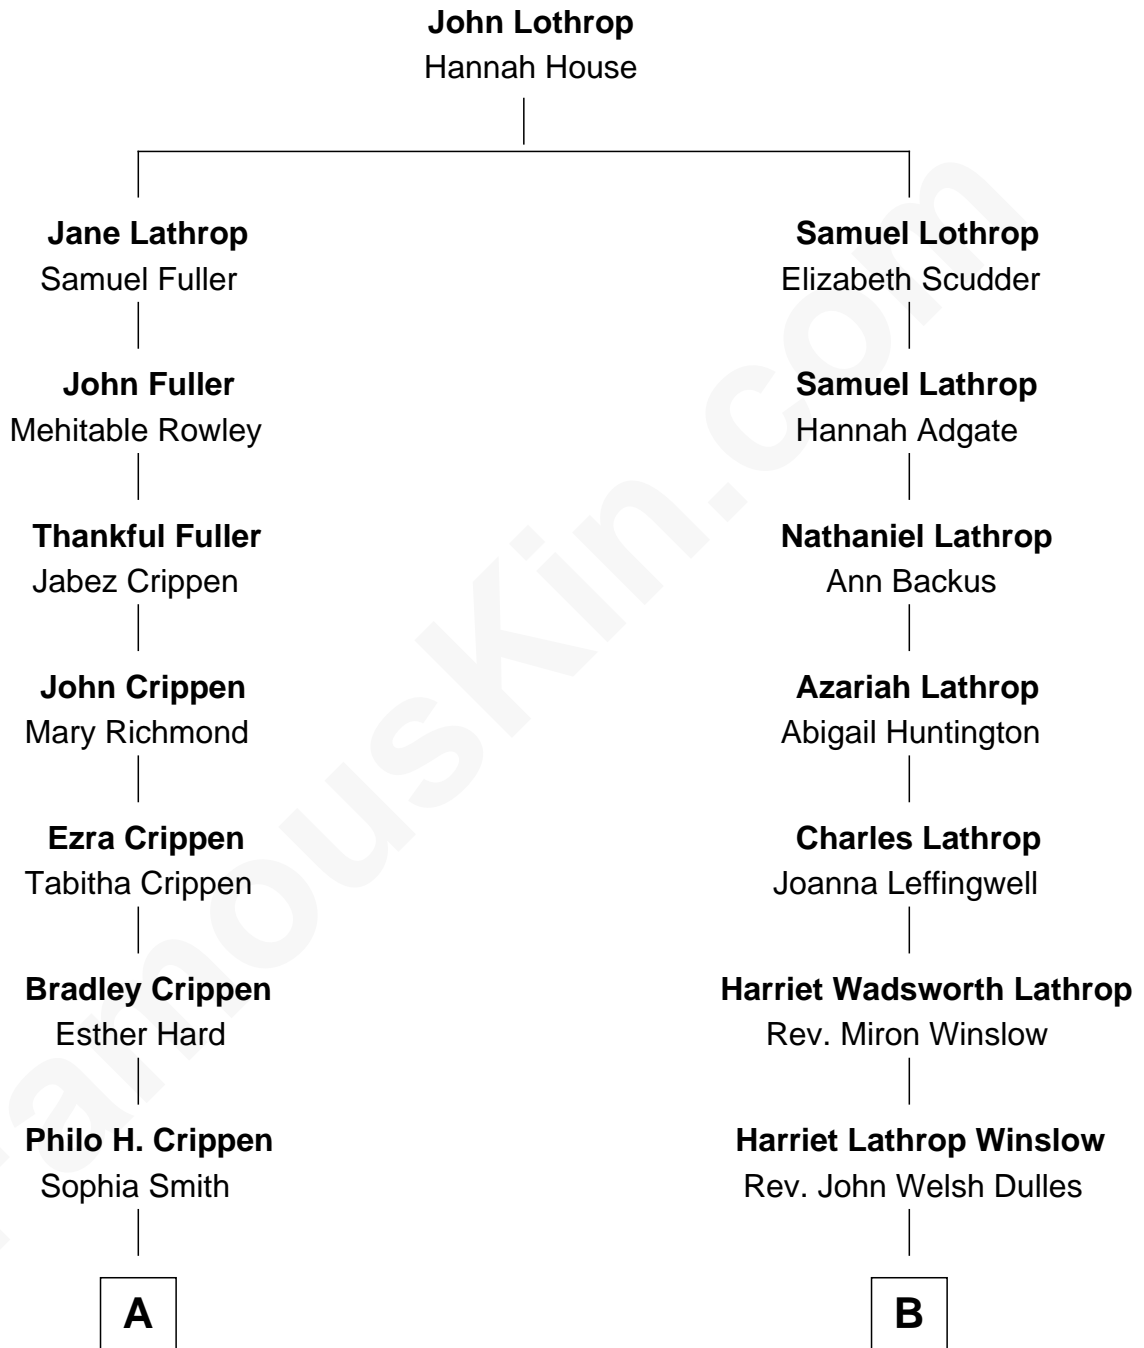 John Lothrop
Hannah House
Jane Lathrop
Samuel Fuller
Samuel Lothrop
Elizabeth Scudder
John Fuller
Mehitable Rowley
Samuel Lathrop
Hannah Adgate
Thankful Fuller
Jabez Crippen
Nathaniel Lathrop
Ann Backus
John Crippen
Mary Richmond
Azariah Lathrop
Abigail Huntington
Ezra Crippen
Tabitha Crippen
Charles Lathrop
Joanna Leffingwell
Bradley Crippen
Esther Hard
Harriet Wadsworth Lathrop
Rev. Miron Winslow
Philo H. Crippen
Sophia Smith
Harriet Lathrop Winslow
Rev. John Welsh Dulles
A
B
FamousKin.com